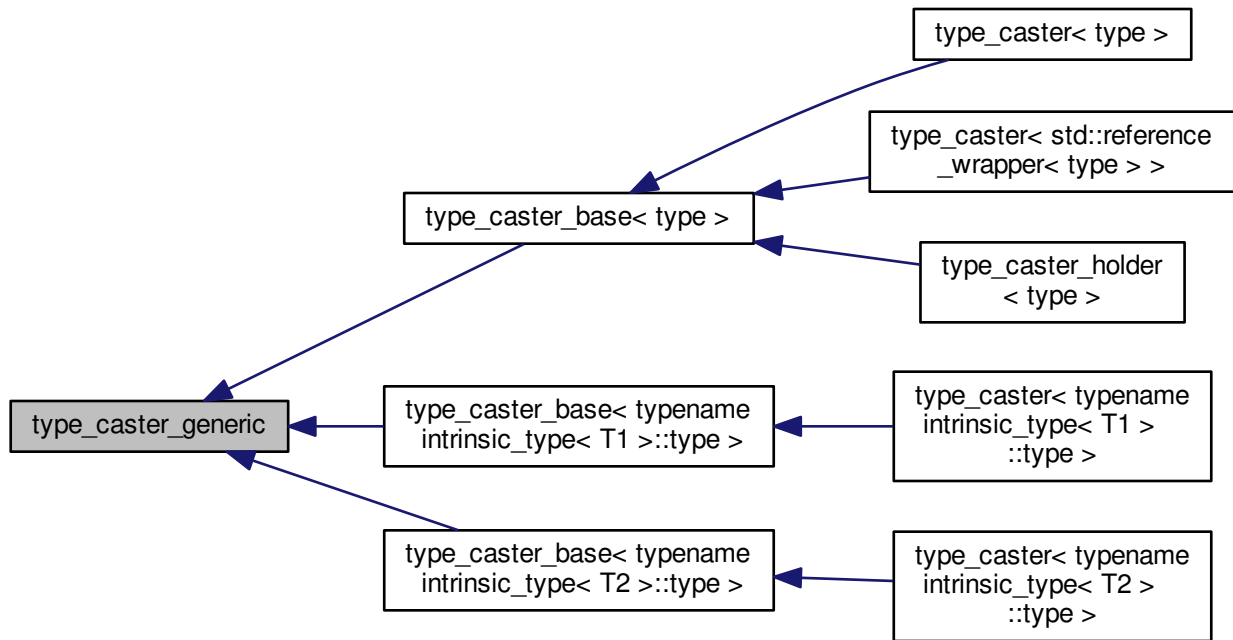 type_caster< type >
type_caster< std::reference
_wrapper< type > >
type_caster_base< type >
type_caster_holder
< type >
type_caster_generic
type_caster_base< typename
intrinsic_type< T1 >::type >
type_caster< typename
intrinsic_type< T1 >
::type >
type_caster_base< typename
intrinsic_type< T2 >::type >
type_caster< typename
intrinsic_type< T2 >
::type >